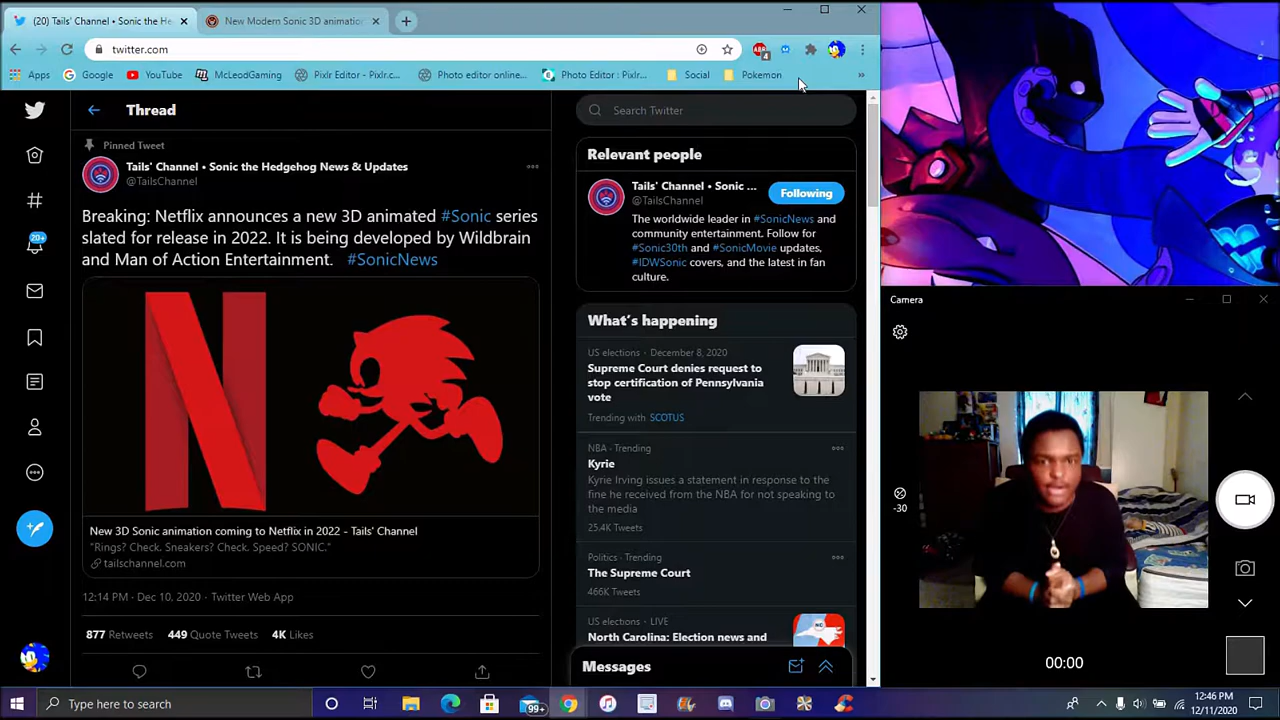 (20) Tails' Channel • Sonic the He
New Modern Sonic 3D animation
twitter.com
ABP
4
Apps
Google
YouTube
McLeodGaming
Pixlr Editor - Pixlr.c...
Photo editor online...
Photo Editor : Pixlr...
Social
Pokemon
»
Thread
Pinned Tweet
Tails' Channel • Sonic the Hedgehog News & Updates
@TailsChannel
Breaking: Netflix announces a new 3D animated #Sonic series
slated for release in 2022. It is being developed by Wildbrain
and Man of Action Entertainment. #SonicNews
N
New 3D Sonic animation coming to Netflix in 2022 - Tails' Channel
"Rings? Check. Sneakers? Check. Speed? SONIC."
tailschannel.com
12:14 PM · Dec 10, 2020 · Twitter Web App
877 Retweets 449 Quote Tweets 4K Likes
20+
Search Twitter
Relevant people
Tails' Channel • Sonic ...
@TailsChannel
Following
The worldwide leader in #SonicNews and
community entertainment. Follow for
#Sonic30th and #SonicMovie updates,
#IDWSonic covers, and the latest in fan
culture.
What's happening
US elections · December 8, 2020
Supreme Court denies request to
stop certification of Pennsylvania
vote
Trending with SCOTUS
NBA · Trending
Kyrie
Kyrie Irving issues a statement in response to the
fine he received from the NBA for not speaking to
the media
25.4K Tweets
Politics · Trending
The Supreme Court
466K Tweets
US elections · LIVE
North Carolina: Election news and
Messages
Camera
-30
00:00
Type here to search
99+
12:46 PM
12/11/2020